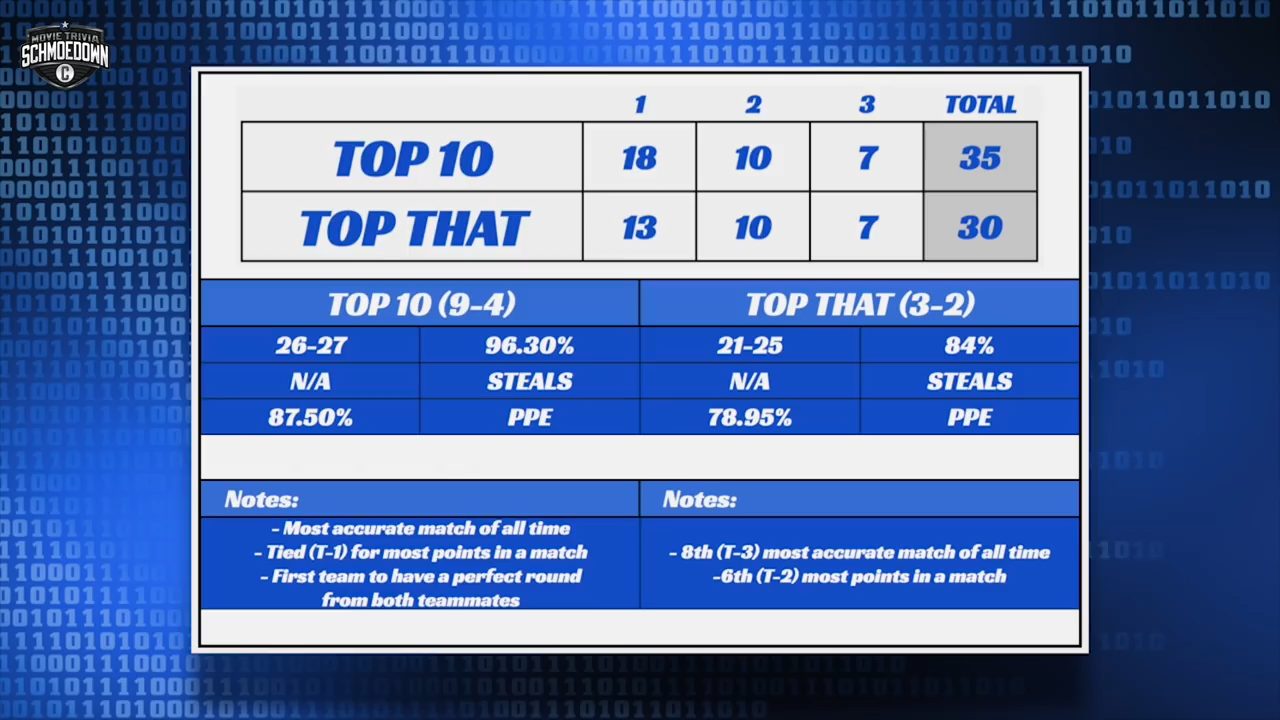 MOVIE TRIVIA
SCHMOEDOWN
C
1 2 3 TOTAL
TOP 10 18 10 7 35
TOP THAT 13 10 7 30
TOP 10 (9-4) TOP THAT (3-2)
26-27 96.30% 21-25 84%
N/A STEALS N/A STEALS
87.50% PPE 78.95% PPE
Notes: Notes:
- Most accurate match of all time
- Tied (T-1) for most points in a match
- First team to have a perfect round
from both teammates
- 8th (T-3) most accurate match of all time
-6th (T-2) most points in a match